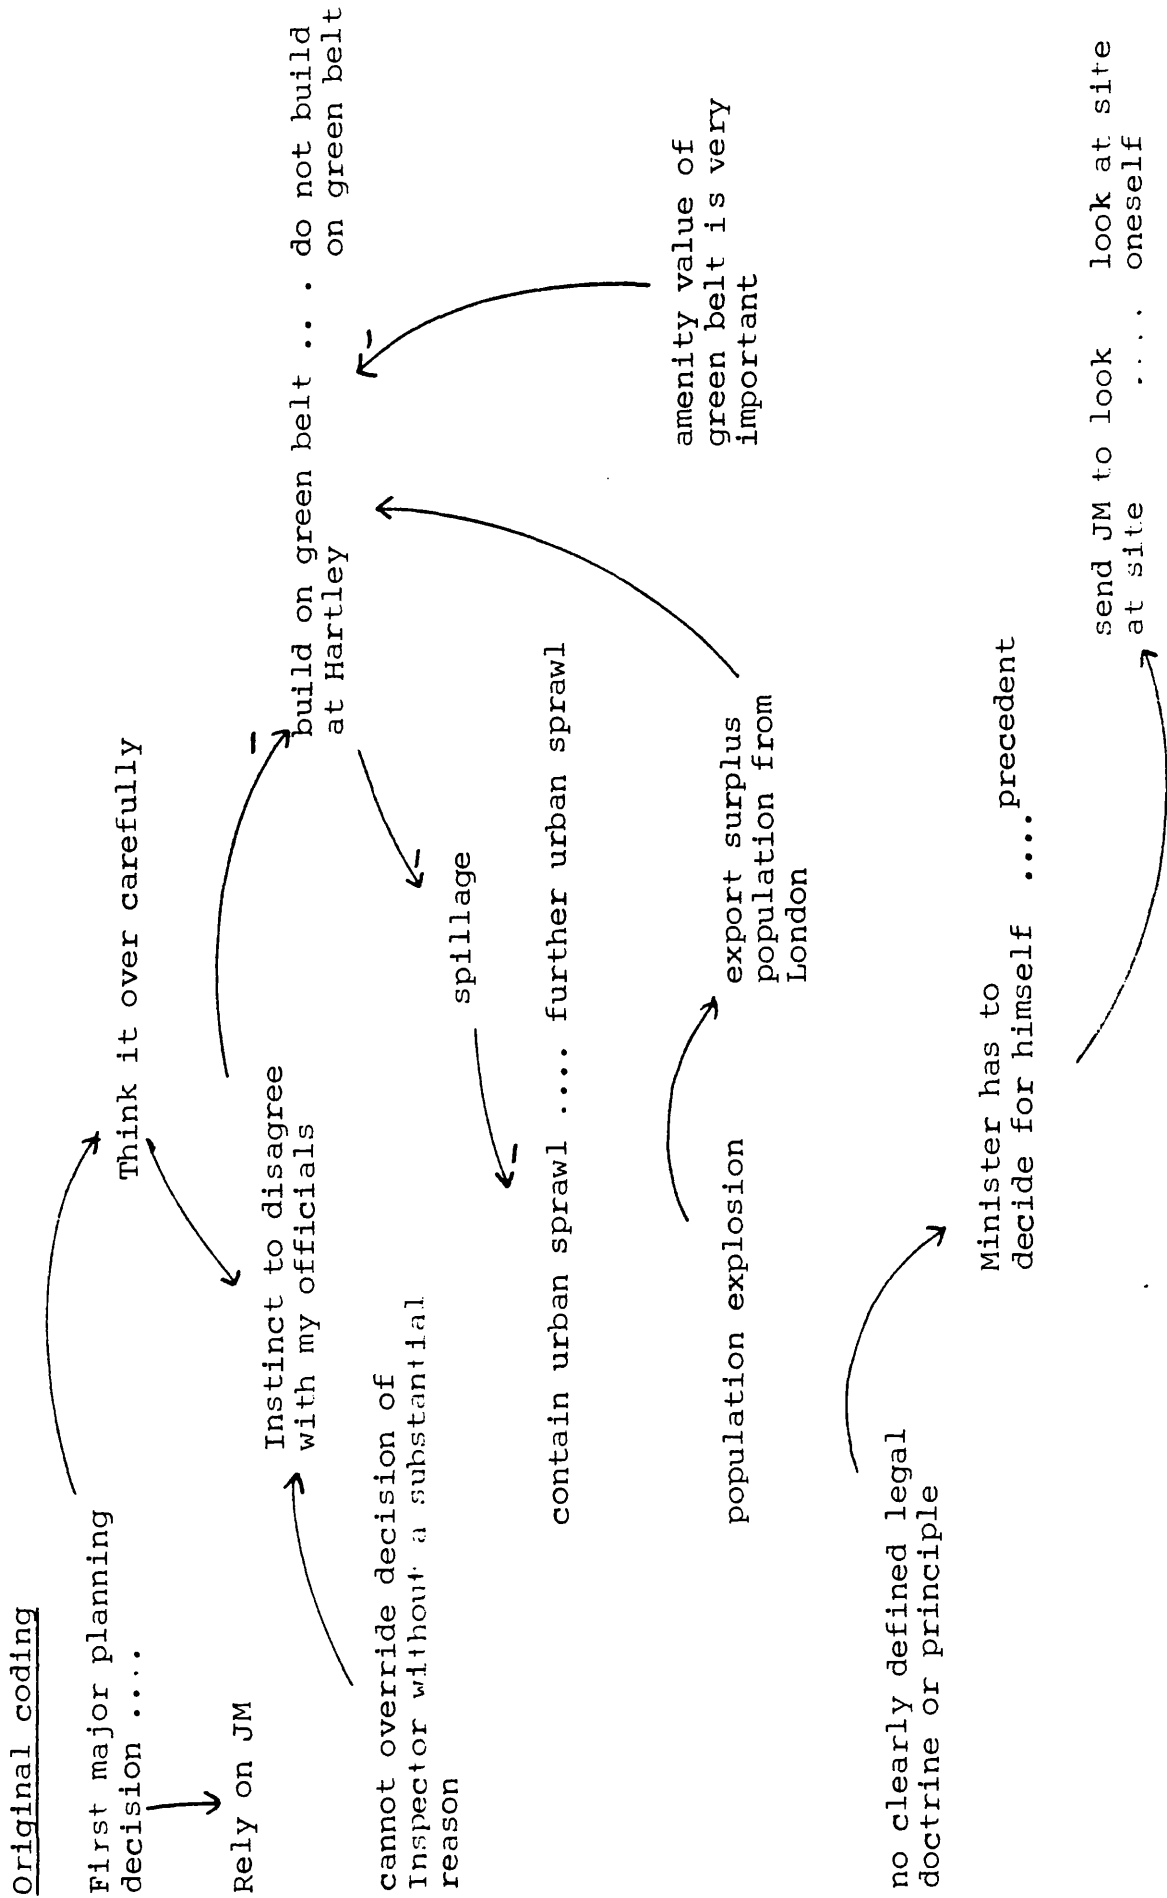 Original coding
First major planning
decision ....
Rely on JM
Think it over carefully
Instinct to disagree
with my officials
cannot override decision of
Inspector without a substantial
reason
build on green belt ... do not build
at Hartley
on green belt
spillage
contain urban sprawl .... further urban sprawl
amenity value of
green belt is very
important
population explosion
export surplus
population from
London
no clearly defined legal
doctrine or principle
Minister has to
decide for himself .... precedent
send JM to look
at site ....
look at site
oneself